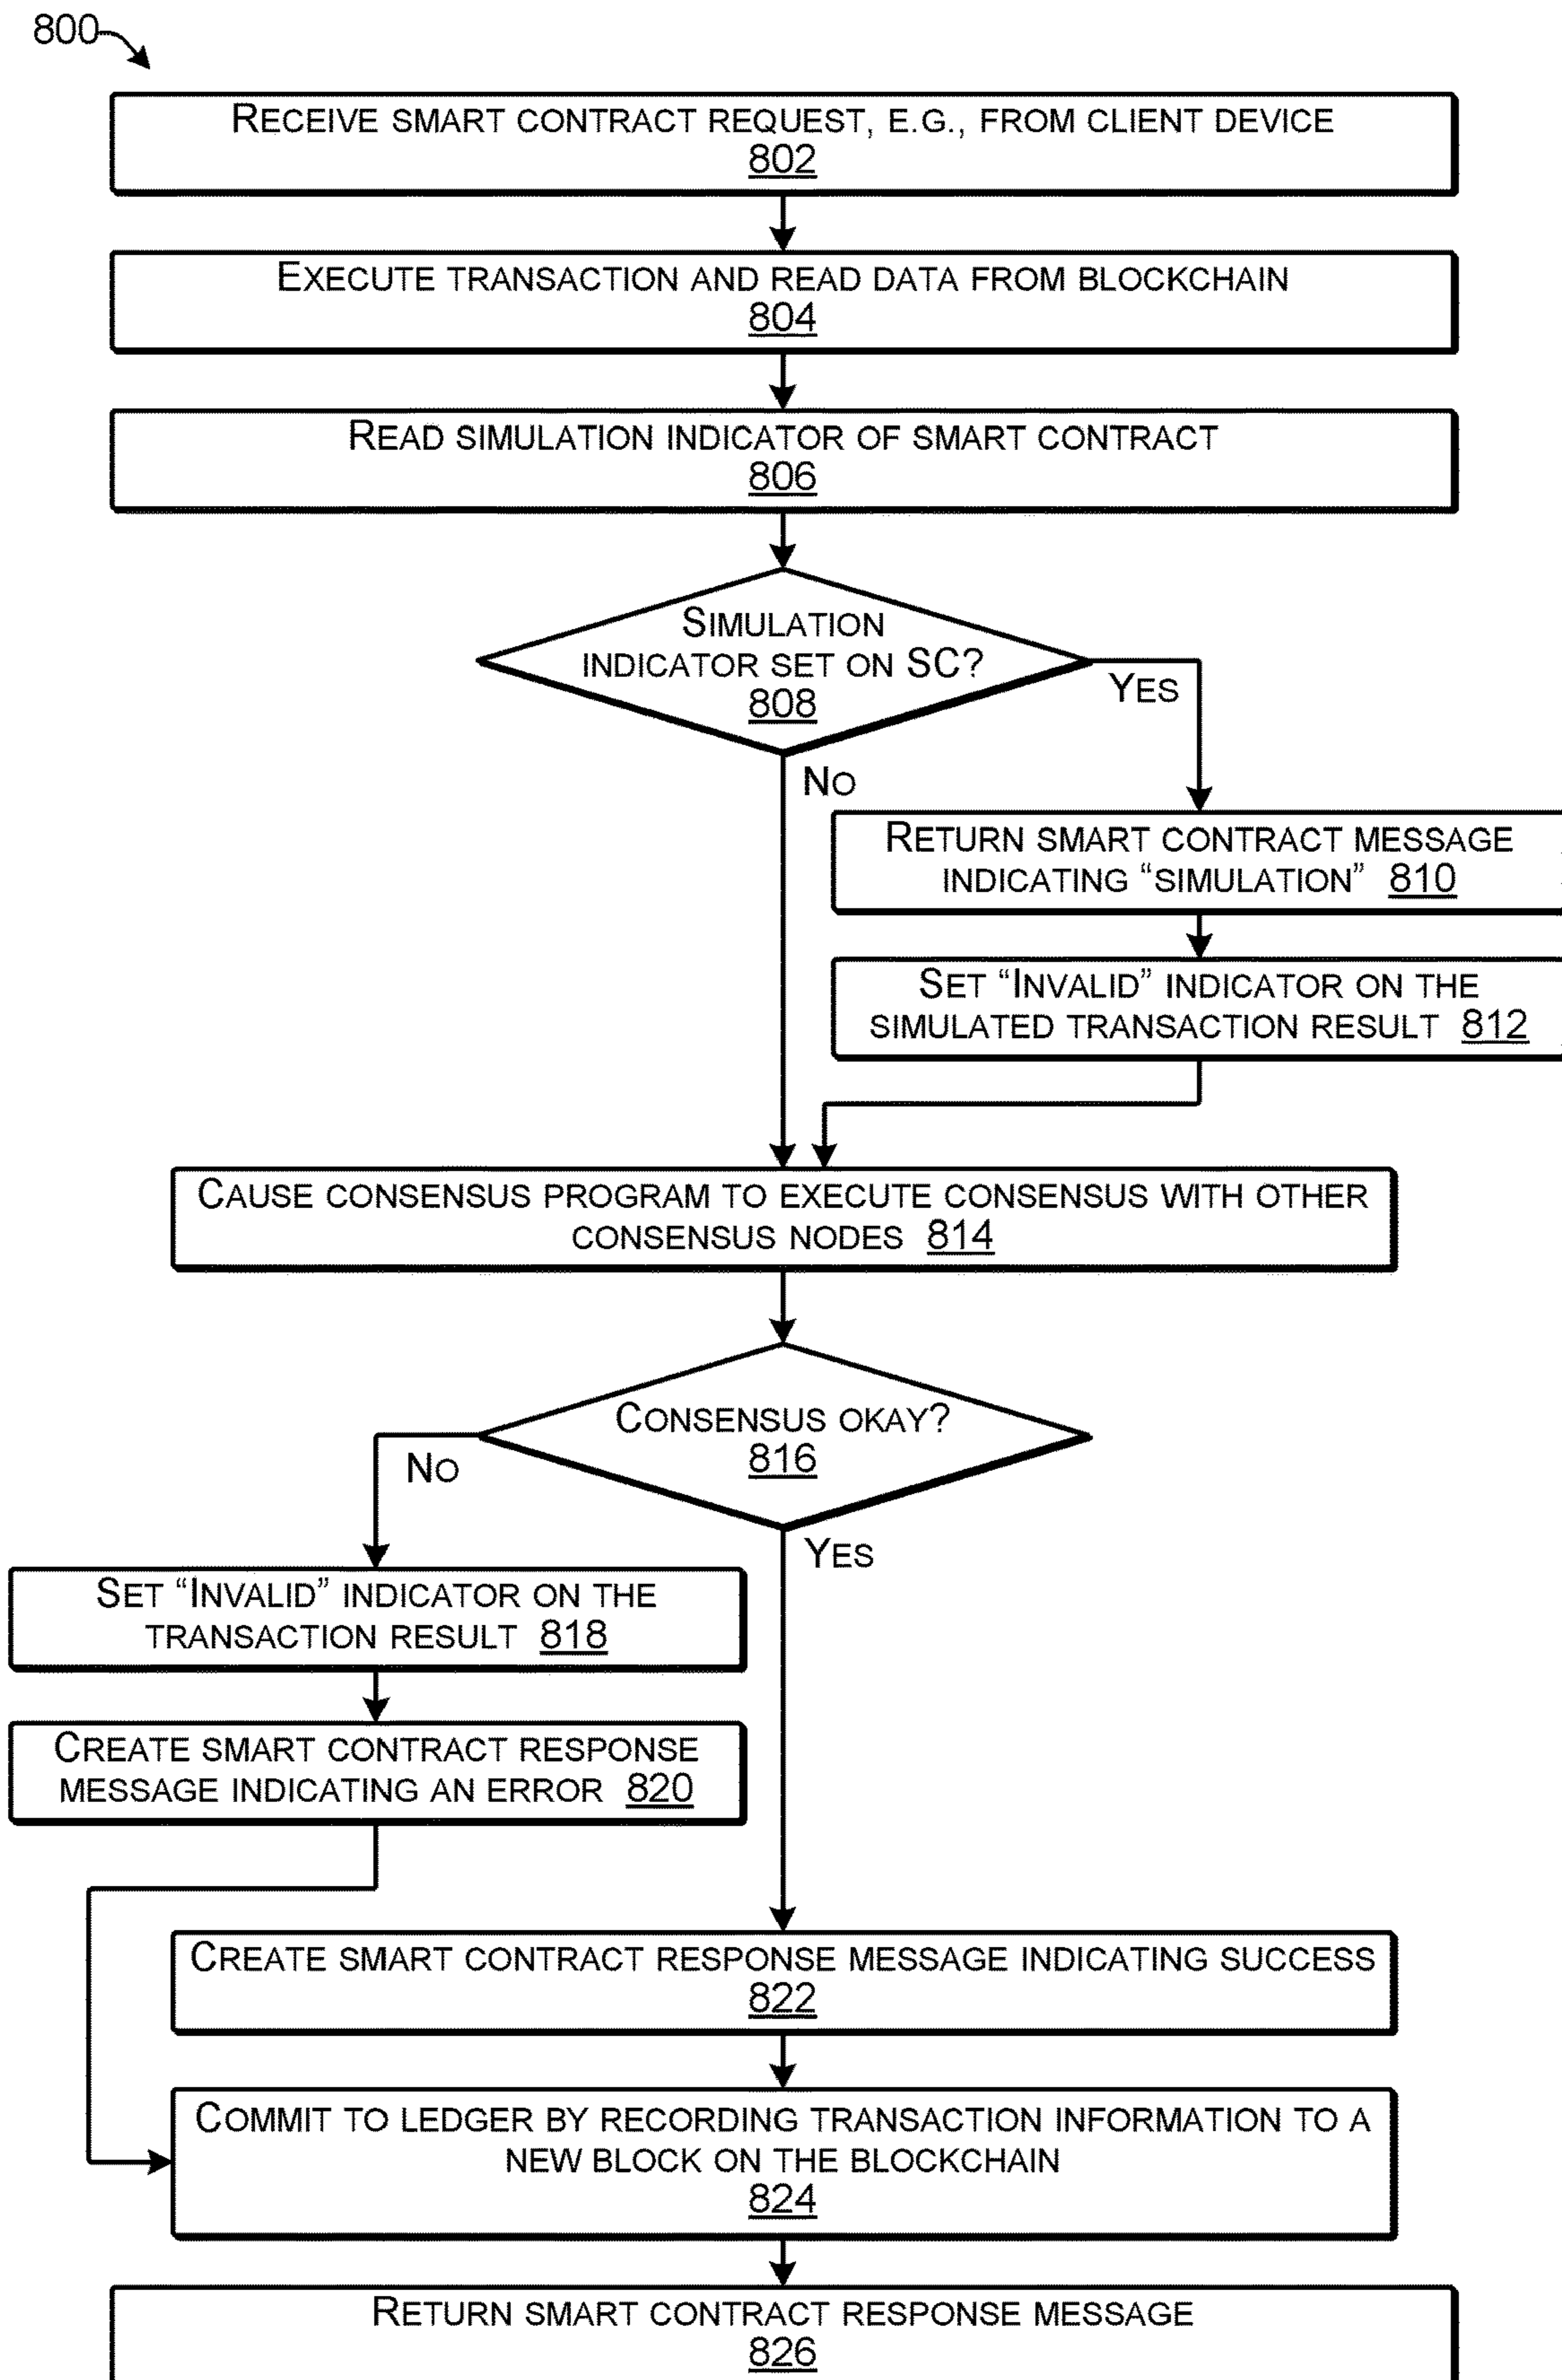 800
RECEIVE SMART CONTRACT REQUEST, E.G., FROM CLIENT DEVICE
802
EXECUTE TRANSACTION AND READ DATA FROM BLOCKCHAIN
804
READ SIMULATION INDICATOR OF SMART CONTRACT
806
SIMULATION
INDICATOR SET ON SC?
808
YES
NO
RETURN SMART CONTRACT MESSAGE
INDICATING “SIMULATION” 810
SET “INVALID” INDICATOR ON THE
SIMULATED TRANSACTION RESULT 812
CAUSE CONSENSUS PROGRAM TO EXECUTE CONSENSUS WITH OTHER
CONSENSUS NODES 814
CONSENSUS OKAY?
816
NO
YES
SET “INVALID” INDICATOR ON THE
TRANSACTION RESULT 818
CREATE SMART CONTRACT RESPONSE
MESSAGE INDICATING AN ERROR 820
CREATE SMART CONTRACT RESPONSE MESSAGE INDICATING SUCCESS
822
COMMIT TO LEDGER BY RECORDING TRANSACTION INFORMATION TO A
NEW BLOCK ON THE BLOCKCHAIN
824
RETURN SMART CONTRACT RESPONSE MESSAGE
826